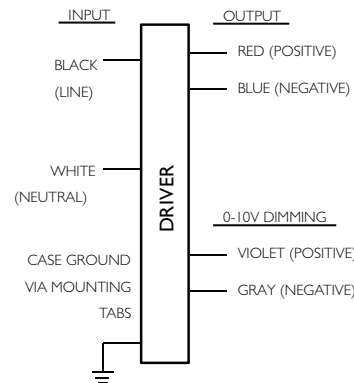 INPUT
OUTPUT
BLACK
(LINE)
RED (POSITIVE)
BLUE (NEGATIVE)
WHITE
(NEUTRAL)
DRIVER
0-10V DIMMING
CASE GROUND
VIA MOUNTING
TABS
VIOLET (POSITIVE)
GRAY (NEGATIVE)